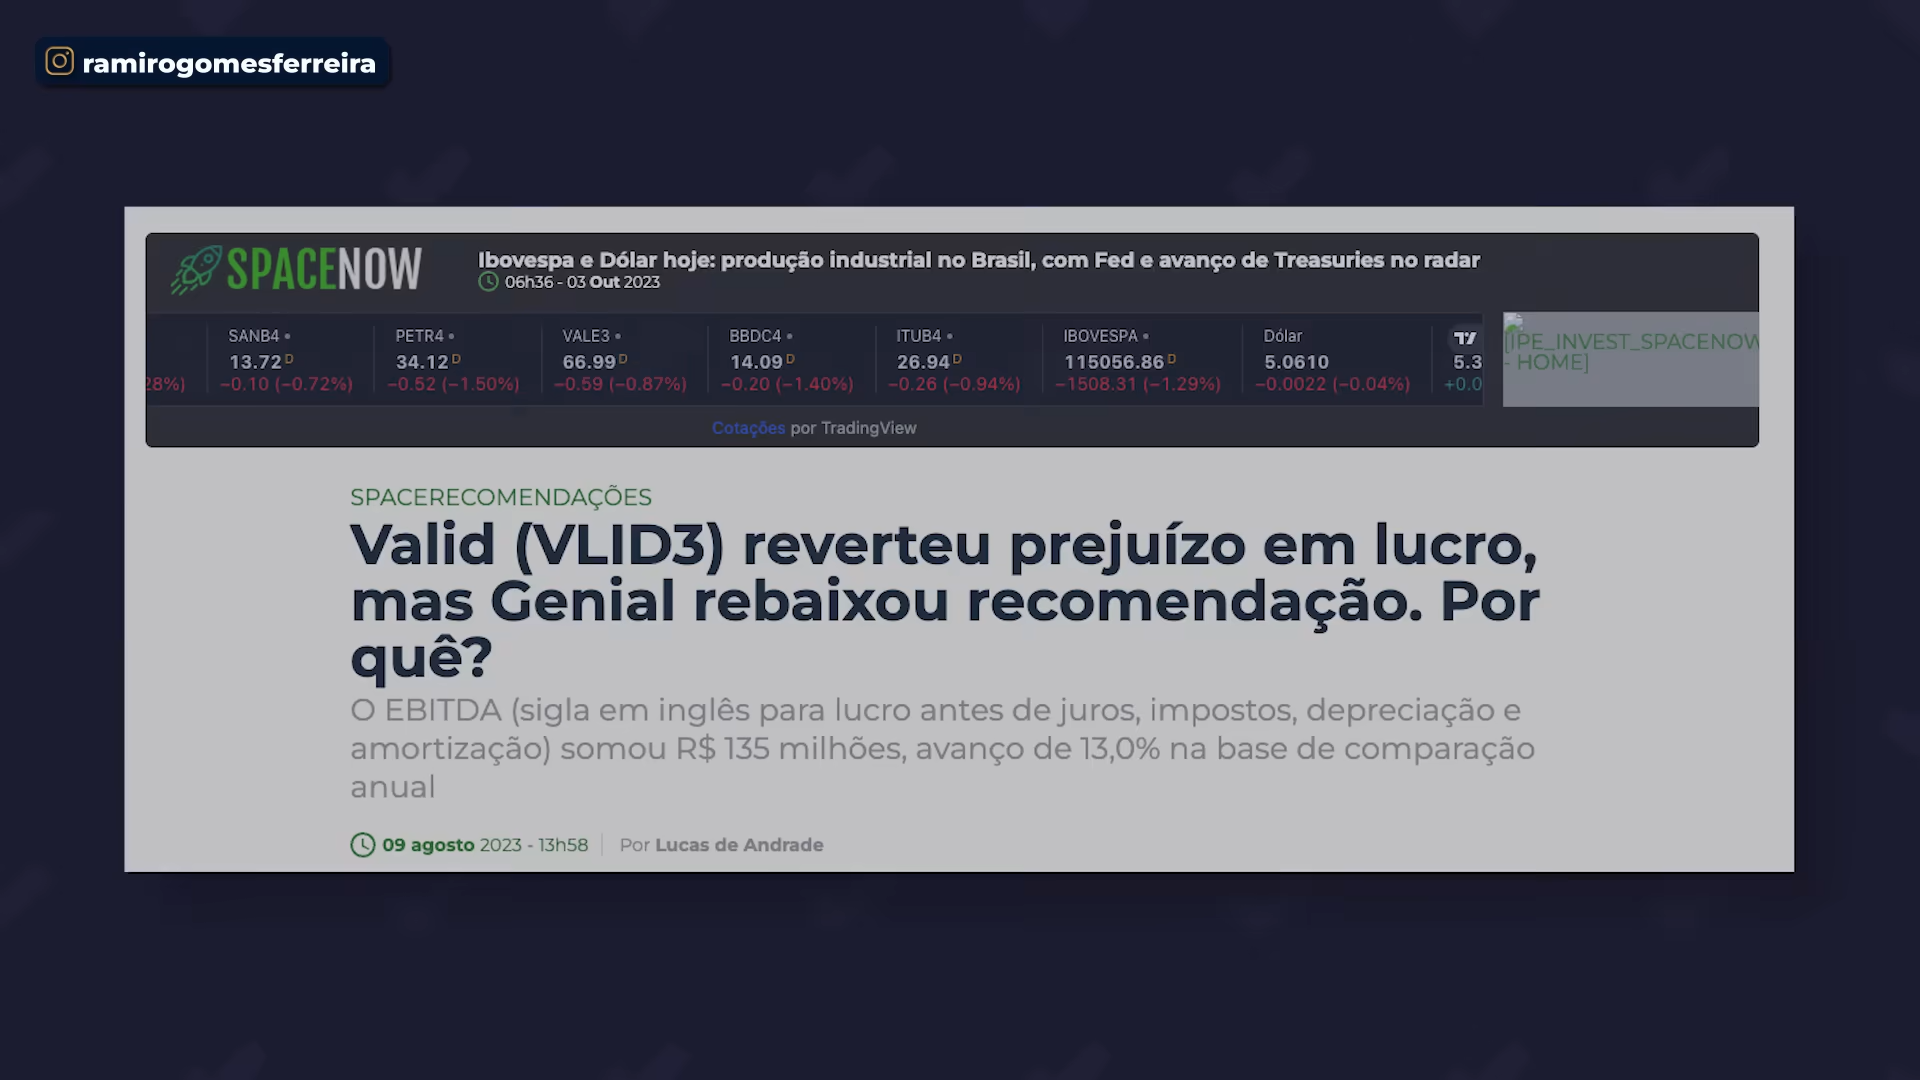 ramirogomesferreira
SPACENOW
Ibovespa e Dólar hoje: produção industrial no Brasil, com Fed e avanço de Treasuries no radar
06h36 - 03 Out 2023
28%)
SANB4
13.72 D
−0.10 (−0.72%)
PETR4
34.12 D
−0.52 (−1.50%)
VALE3
66.99 D
−0.59 (−0.87%)
BBDC4
14.09 D
−0.20 (−1.40%)
ITUB4
26.94 D
−0.26 (−0.94%)
IBOVESPA
115056.86 D
−1508.31 (−1.29%)
Dólar
5.0610
−0.0022 (−0.04%)
5.3
+0.0
[IPE_INVEST_SPACENOW
- HOME]
Cotações por TradingView
SPACERECOMENDAÇÕES
Valid (VLID3) reverteu prejuízo em lucro,
mas Genial rebaixou recomendação. Por
quê?
O EBITDA (sigla em inglês para lucro antes de juros, impostos, depreciação e
amortização) somou R$ 135 milhões, avanço de 13,0% na base de comparação
anual
09 agosto 2023 - 13h58
Por Lucas de Andrade